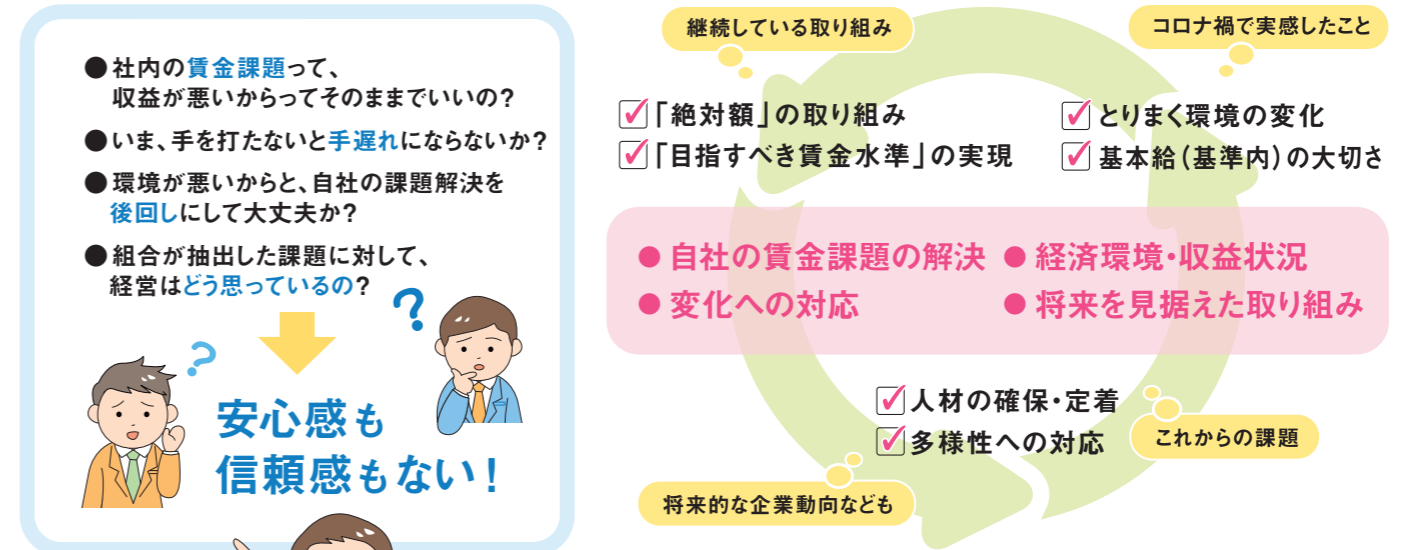 ●社内の賃金課題って、
収益が悪いからってそのままでいいの?
●いま、手を打たないと手遅れにならないか?
●環境が悪いからと、自社の課題解決を
後回しにして大丈夫か?
●組合が抽出した課題に対して、
経営はどう思っているの?
?
?
安心感も
信頼感もない!
継続している取り組み
「絶対額」の取り組み
「目指すべき賃金水準」の実現
コロナ禍で実感したこと
とりまく環境の変化
基本給(基準内)の大切さ
●自社の賃金課題の解決
●変化への対応
●経済環境・収益状況
●将来を見据えた取り組み
人材の確保・定着
多様性への対応
これからの課題
将来的な企業動向なども